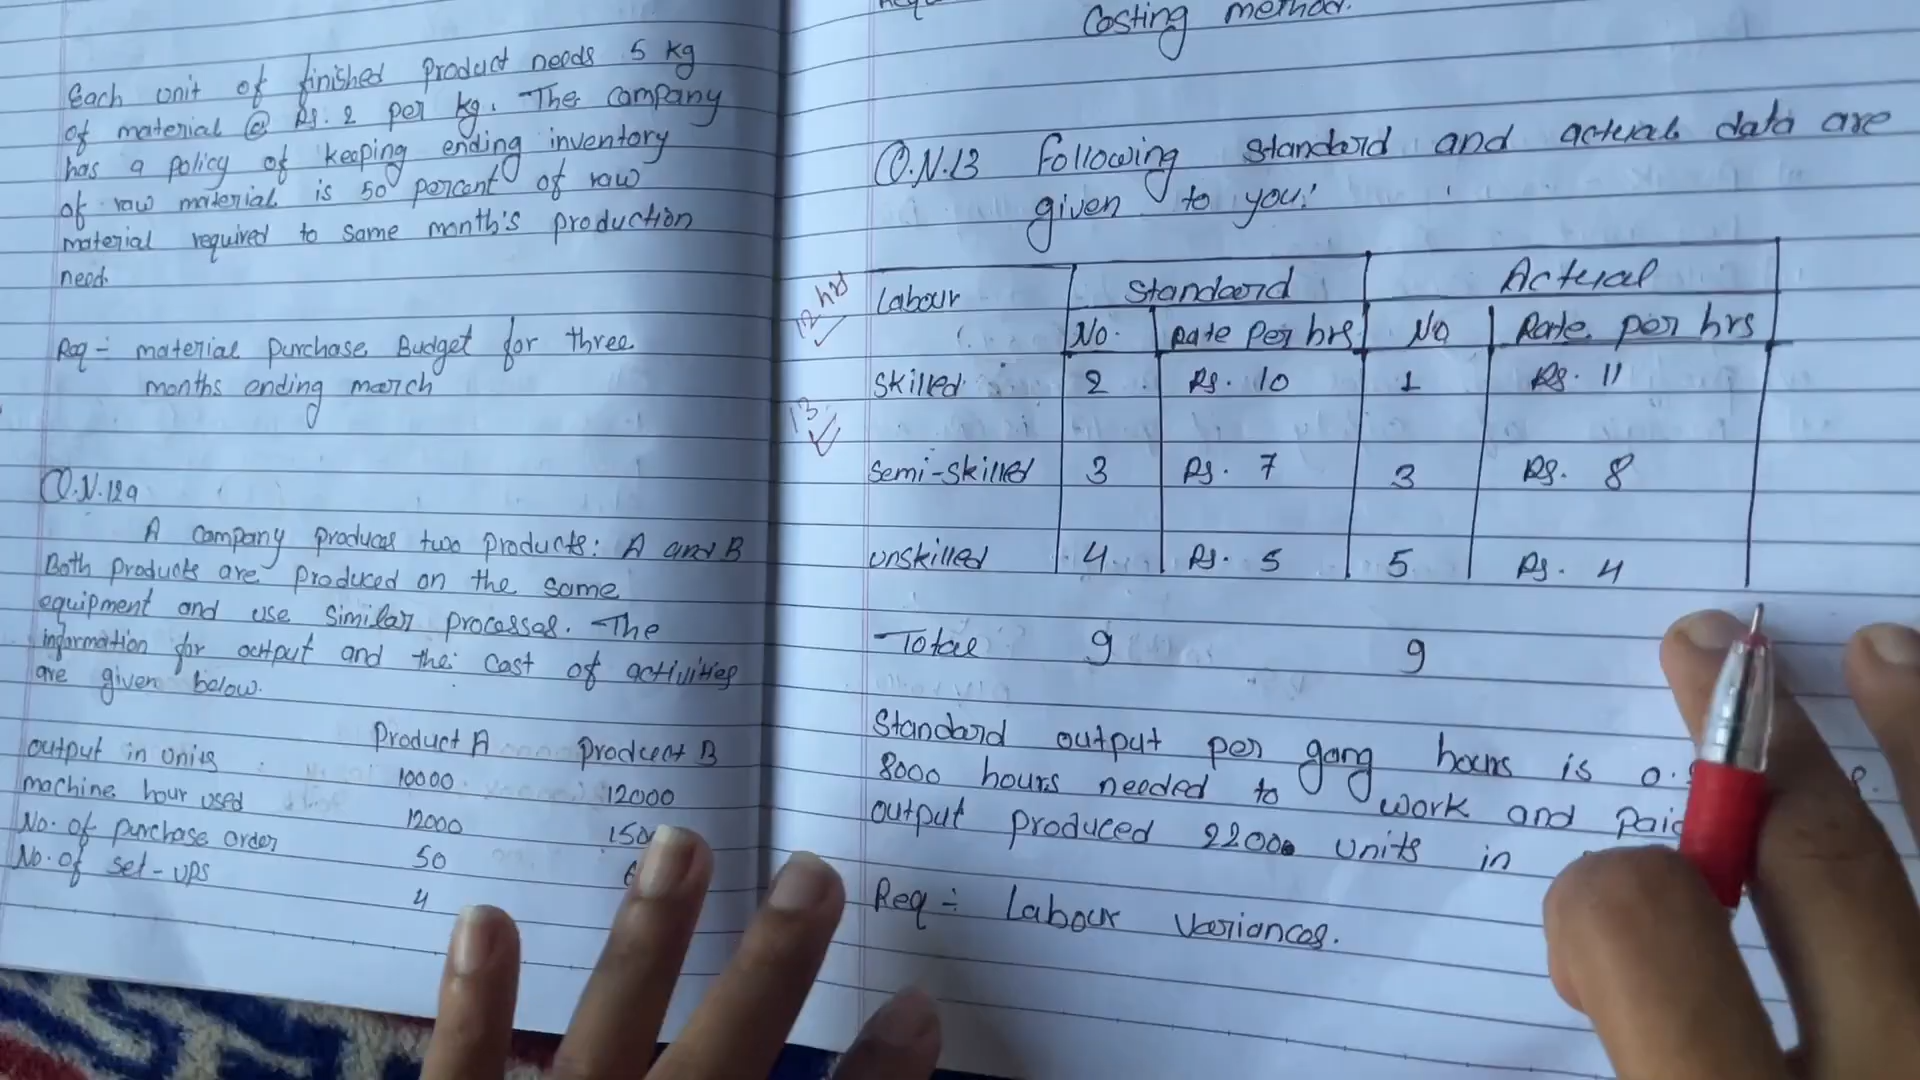 Each unit of finished product needs 5 kg
of material @ Rs. 2 per kg. The company
has a policy of keeping ending inventory
of raw material is 50 percent of raw
material required to same month's production
need.
Req - material purchase Budget for three
months ending march
Q.N.12a
A company produces two products: A and B
Both products are produced on the same
equipment and use similar processes. The
information for output and the cost of activities
are given below.
Product A Product B
output in units 10000 12000
machine hour used 12000 150
No. of purchase order 50
No. of set-ups 4
Costing method.
Q.N.13 Following standard and actual data are
given to you:
12 hrs
Labour Standard Actual
No. Rate per hrs No Rate per hrs
Skilled 2 Rs. 10 1 Rs. 11
13
Semi-skilled 3 Rs. 7 3 Rs. 8
Unskilled 4 Rs. 5 5 Rs. 4
Total 9 9
Standard output per gang hours is
8000 hours needed to work and
output produced 22000 units in
Req - Labour Variances.